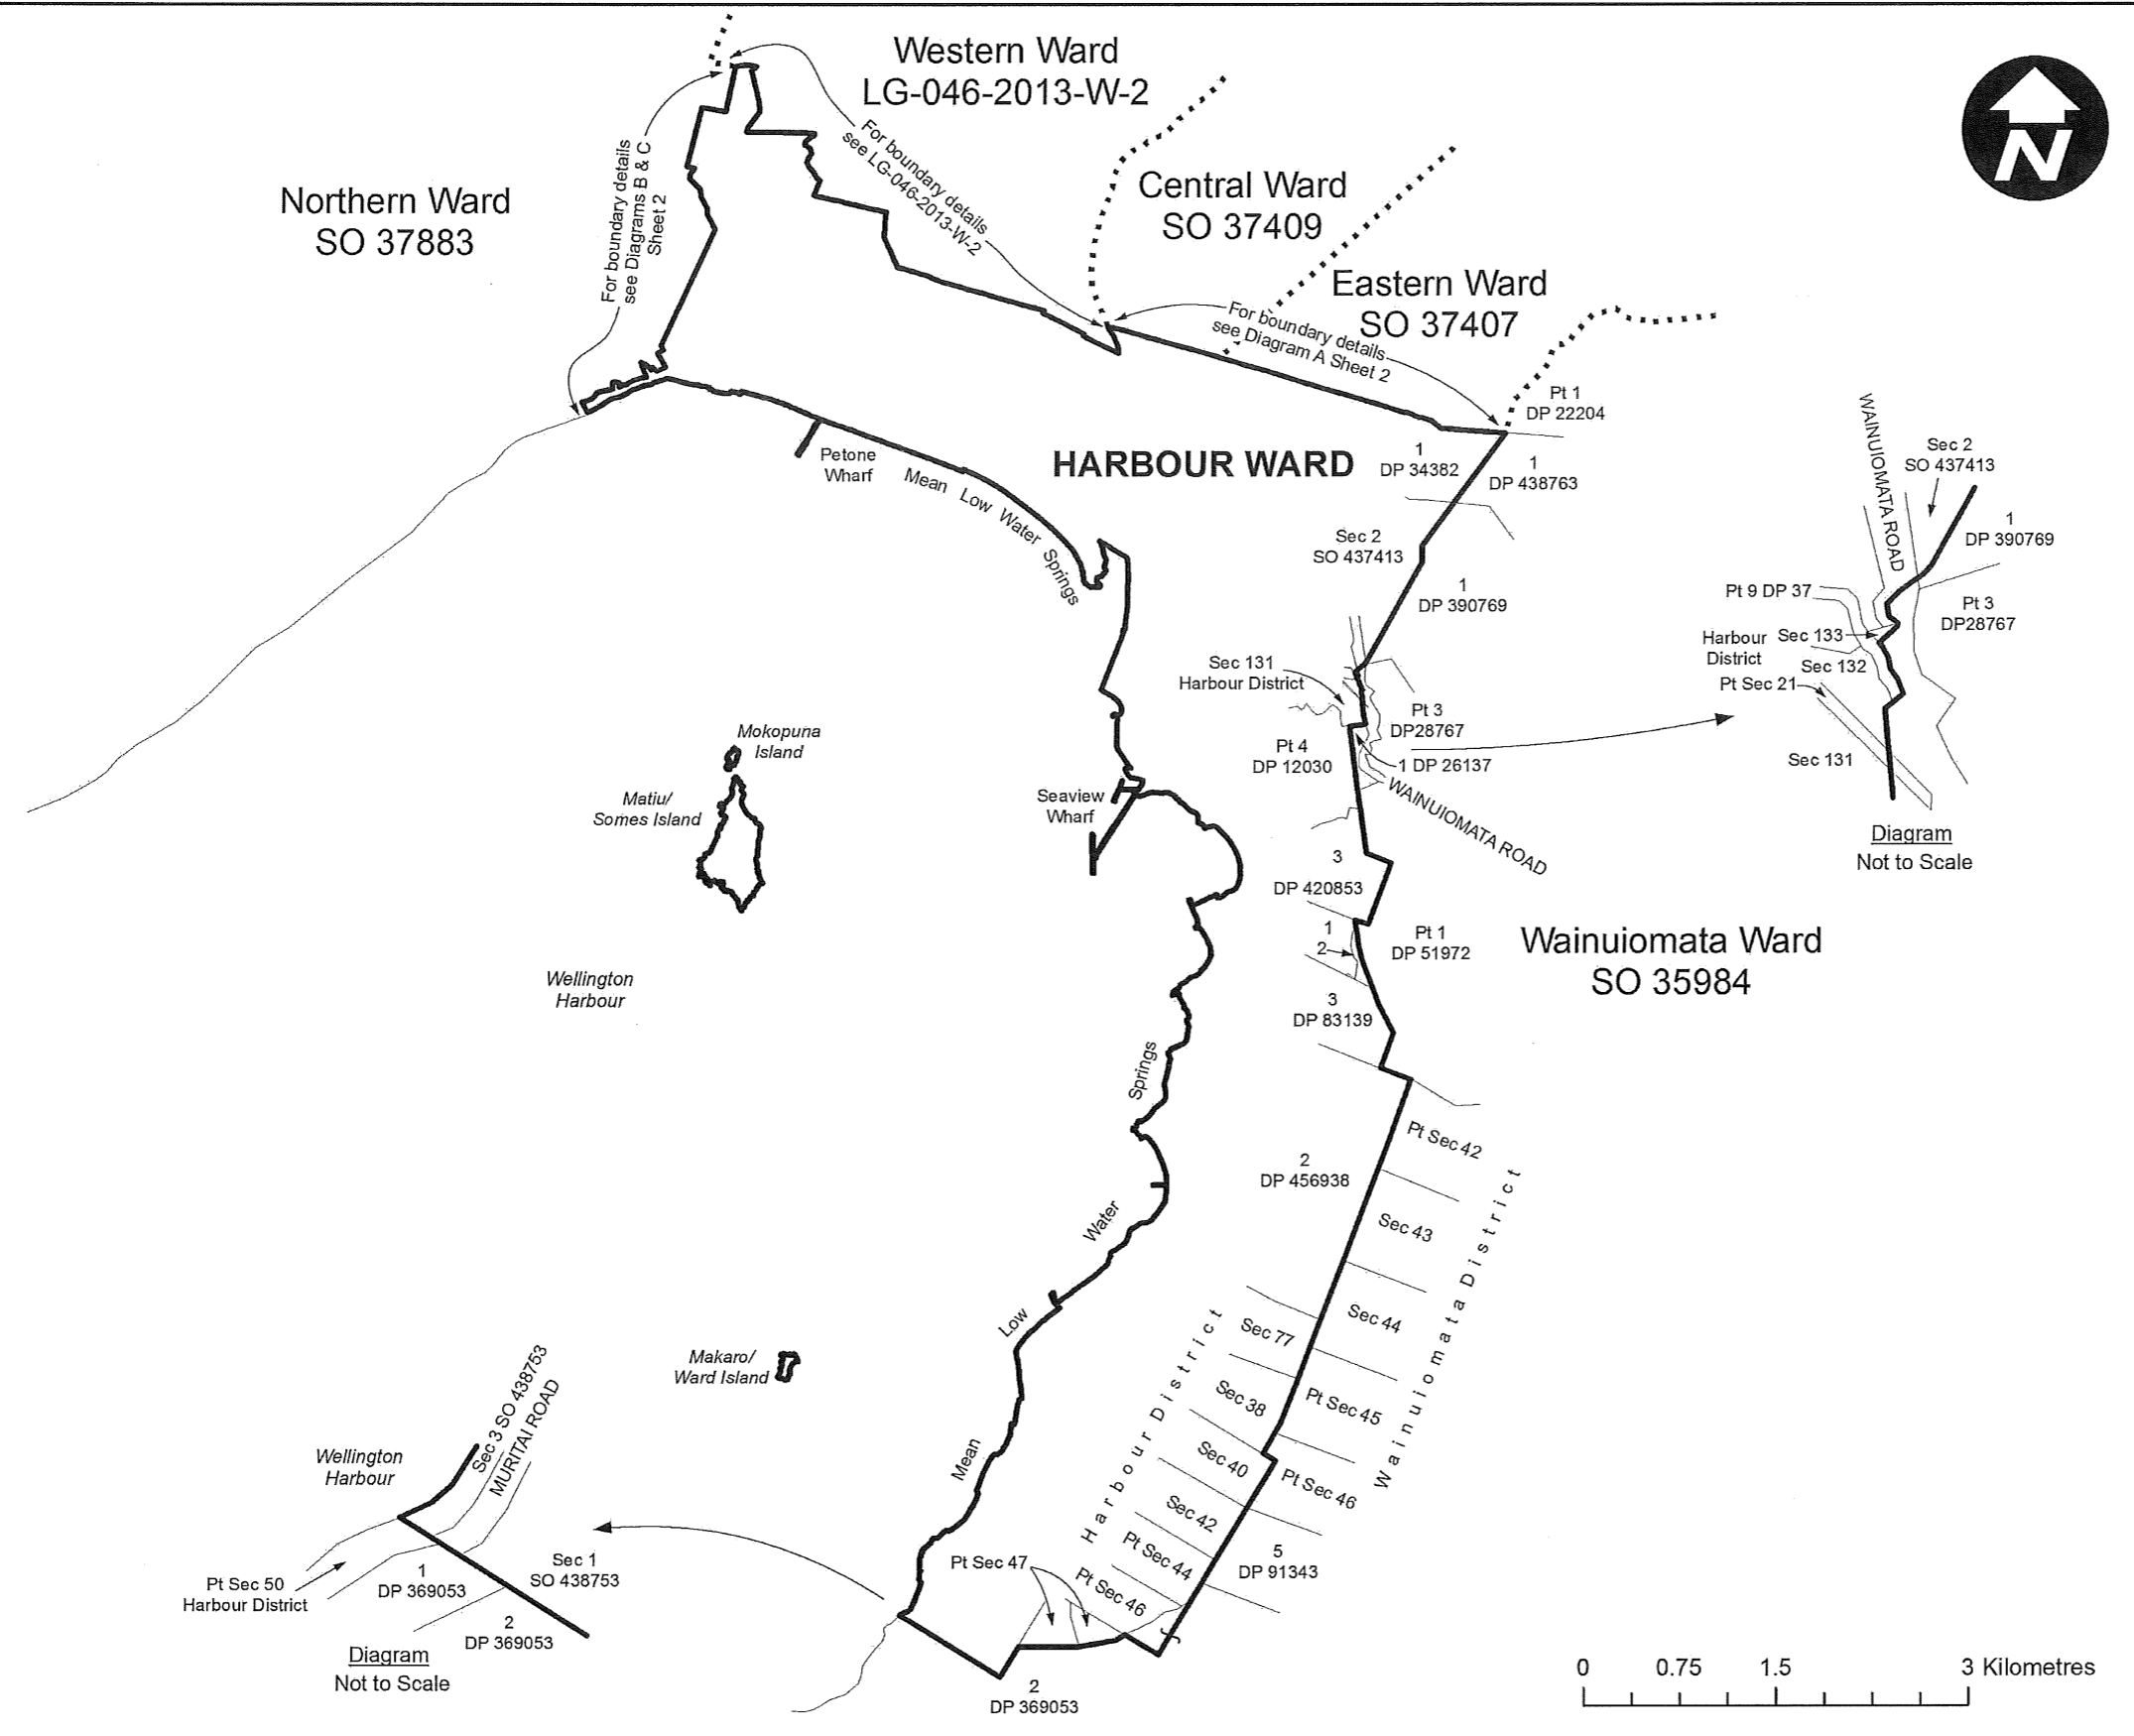 Western Ward
LG-046-2013-W-2
Northern Ward
SO 37883
For boundary details
see Diagrams B & C
Sheet 2
For boundary details
see LG-046-2013-W-2
Central Ward
SO 37409
Eastern Ward
SO 37407
For boundary details
see Diagram A Sheet 2
N
Pt 1
DP 22204
HARBOUR WARD
1
DP 34382
1
DP 438763
Petone
Wharf
Mean Low Water Springs
Sec 2
SO 437413
1
DP 390769
Sec 131
Harbour District
Pt 3
DP28767
Pt 4
DP 12030
1 DP 26137
WAINUIOMATA ROAD
WAINUIOMATA ROAD
Sec 2
SO 437413
1
DP 390769
Pt 9 DP 37
Pt 3
DP28767
Harbour
District
Sec 133
Sec 132
Pt Sec 21
Sec 131
Diagram
Not to Scale
Mokopuna
Island
Matiu/
Somes Island
Seaview
Wharf
3
DP 420853
1
2
Pt 1
DP 51972
Wainuiomata Ward
SO 35984
Wellington
Harbour
3
DP 83139
Mean Low Water Springs
2
DP 456938
Pt Sec 42
Sec 43
Sec 44
Pt Sec 45
Pt Sec 46
Wainuiomata District
Harbour District
Sec 77
Sec 38
Sec 40
Sec 42
Pt Sec 44
Pt Sec 46
Pt Sec 47
5
DP 91343
2
DP 369053
Makaro/
Ward Island
Wellington
Harbour
Sec 3 SO 438753
MURITAI ROAD
Pt Sec 50
Harbour District
1
DP 369053
Sec 1
SO 438753
2
DP 369053
Diagram
Not to Scale
0 0.75 1.5 3 Kilometres